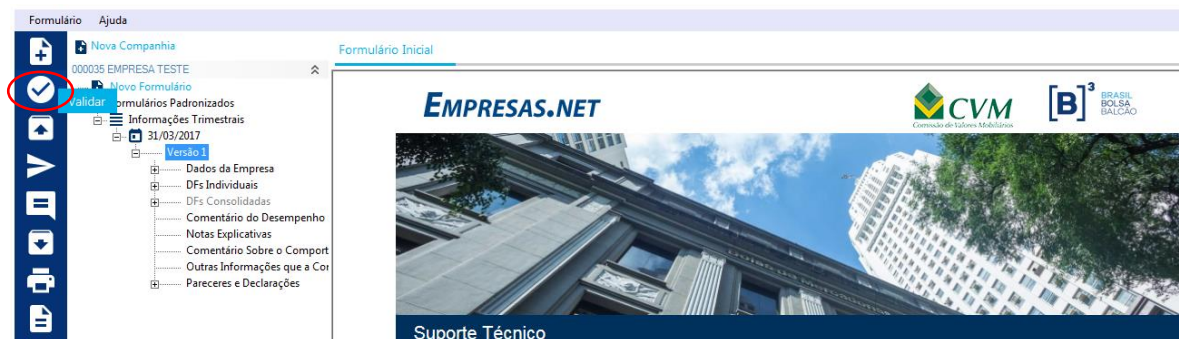 Formulário Ajuda
Nova Companhia
000035 EMPRESA TESTE
Novo Formulário
Validar
ormulários Padronizados
Informações Trimestrais
31/03/2017
Versão 1
Dados da Empresa
DFs Individuais
DFs Consolidadas
Comentário do Desempenho
Notas Explicativas
Comentário Sobre o Comport
Outras Informações que a Cor
Pareceres e Declarações
Formulário Inicial
EMPRESAS.NET
CVM
Comissão de Valores Mobiliários
[B]³
BRASIL
BOLSA
BALCÃO
Suporte Técnico